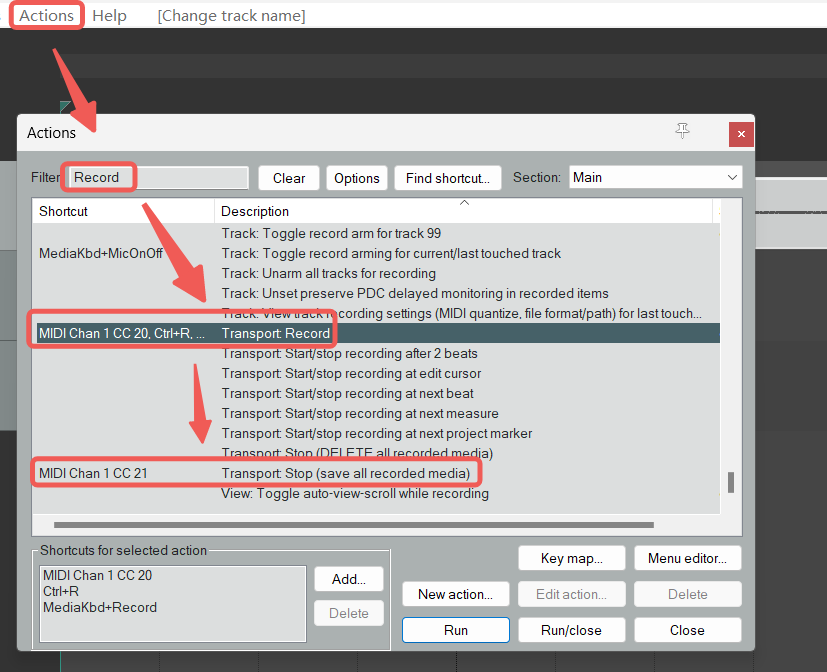 Actions Help [Change track name]
Actions
Filter Record Clear Options Find shortcut... Section: Main
Shortcut Description
Track: Toggle record arm for track 99
MediaKbd+MicOnOff Track: Toggle record arming for current/last touched track
Track: Unarm all tracks for recording
Track: Unset preserve PDC delayed monitoring in recorded items
Track: View track recording settings (MIDI quantize, file format/path) for last touch...
MIDI Chan 1 CC 20, Ctrl+R, ... Transport: Record
Transport: Start/stop recording after 2 beats
Transport: Start/stop recording at edit cursor
Transport: Start/stop recording at next beat
Transport: Start/stop recording at next measure
Transport: Start/stop recording at next project marker
Transport: Stop (DELETE all recorded media)
MIDI Chan 1 CC 21 Transport: Stop (save all recorded media)
View: Toggle auto-view-scroll while recording
Shortcuts for selected action
MIDI Chan 1 CC 20
Ctrl+R
MediaKbd+Record
Add...
Delete
Key map... Menu editor...
New action... Edit action... Delete
Run Run/close Close